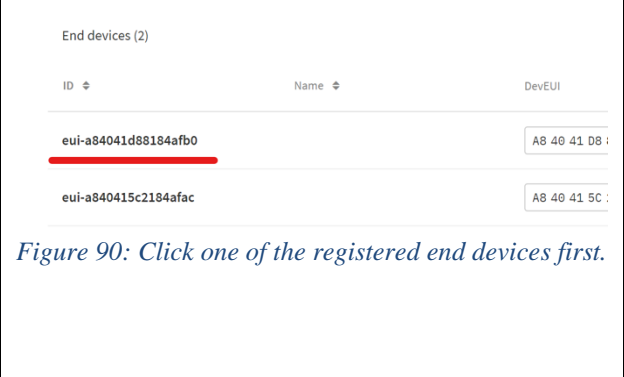 End devices (2)
ID Name DevEUI
eui-a84041d88184afb0 A8 40 41 D8
eui-a840415c2184afac A8 40 41 5C
Figure 90: Click one of the registered end devices first.